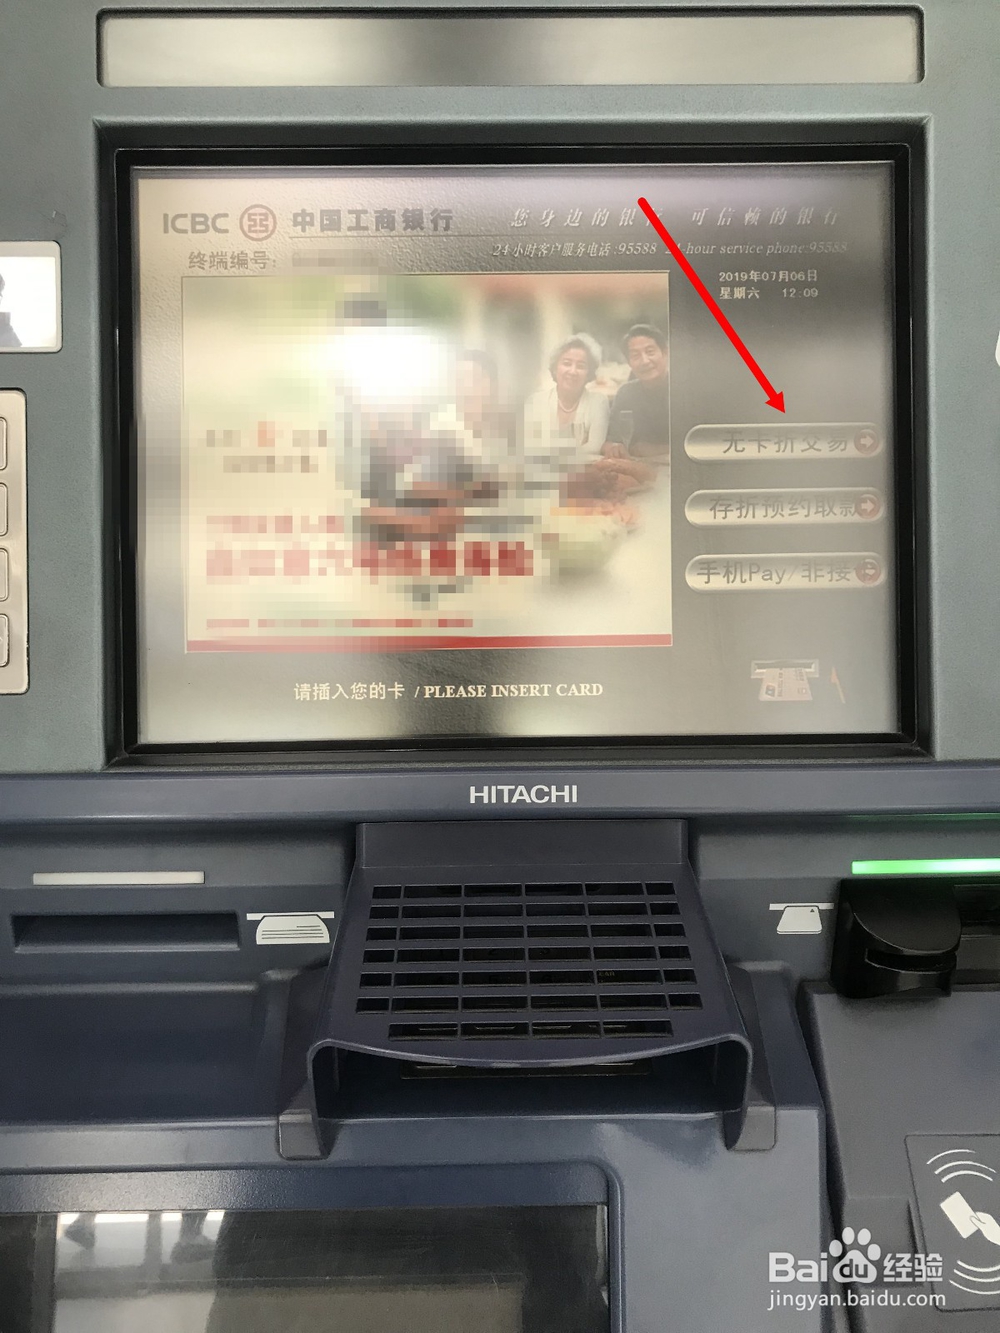 ICBC 中国工商银行
您身边的银行 可信赖的银行
终端编号:
24小时客户服务电话:95588 24-hour service phone:95588
2019年07月06日
星期六 12:09
无卡折交易
存折预约取款
手机Pay/非接
请插入您的卡 / PLEASE INSERT CARD
HITACHI
Baidu 经验
jingyan.baidu.com